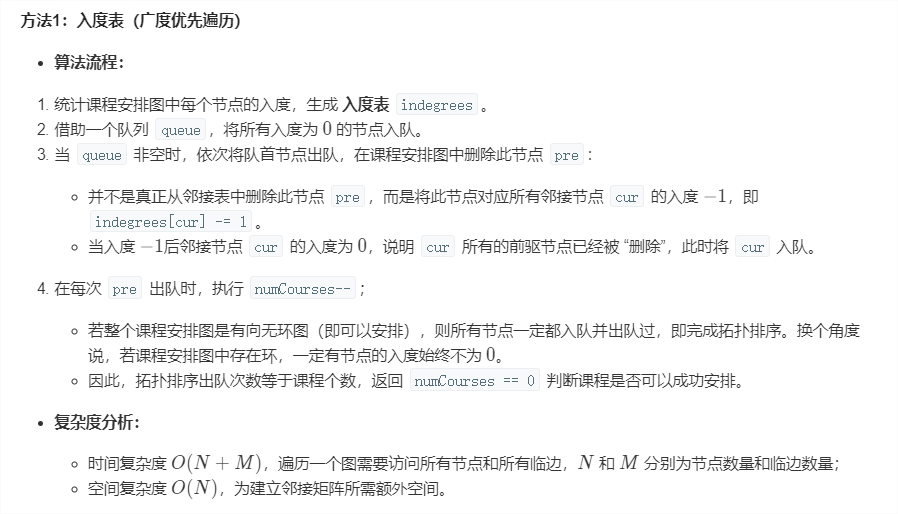 方法1：入度表（广度优先遍历）
• 算法流程：
1. 统计课程安排图中每个节点的入度，生成 入度表 indegrees 。
2. 借助一个队列 queue ，将所有入度为 0 的节点入队。
3. 当 queue 非空时，依次将队首节点出队，在课程安排图中删除此节点 pre ：
◦ 并不是真正从邻接表中删除此节点 pre ，而是将此节点对应所有邻接节点 cur 的入度 −1，即
indegrees[cur] -= 1 。
◦ 当入度 −1后邻接节点 cur 的入度为 0，说明 cur 所有的前驱节点已经被 “删除”，此时将 cur 入队。
4. 在每次 pre 出队时，执行 numCourses-- ；
◦ 若整个课程安排图是有向无环图（即可以安排），则所有节点一定都入队并出队过，即完成拓扑排序。换个角度
说，若课程安排图中存在环，一定有节点的入度始终不为 0。
◦ 因此，拓扑排序出队次数等于课程个数，返回 numCourses == 0 判断课程是否可以成功安排。
• 复杂度分析：
◦ 时间复杂度 O(N + M)，遍历一个图需要访问所有节点和所有临边，N 和 M 分别为节点数量和临边数量；
◦ 空间复杂度 O(N)，为建立邻接矩阵所需额外空间。